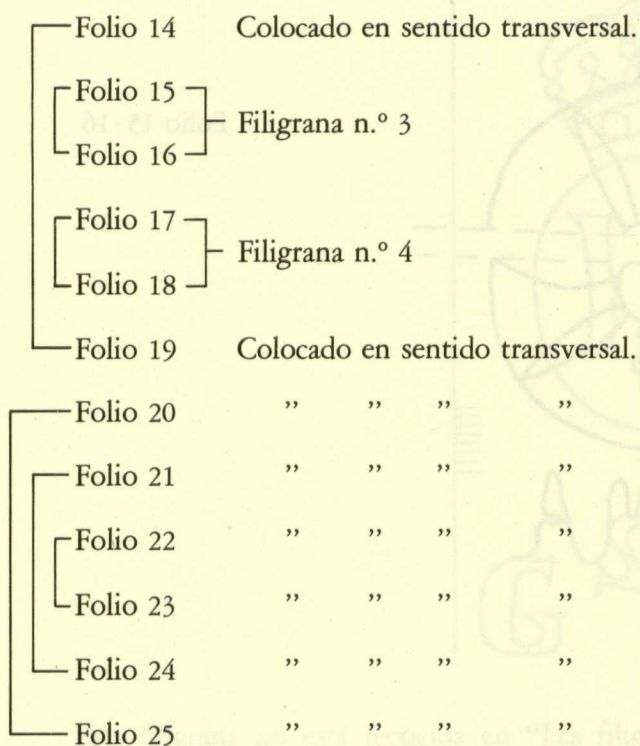 Folio 14 Colocado en sentido transversal.
Folio 15
Filigrana n.º 3
Folio 16
Folio 17
Filigrana n.º 4
Folio 18
Folio 19 Colocado en sentido transversal.
Folio 20 ” ” ” ”
Folio 21 ” ” ” ”
Folio 22 ” ” ” ”
Folio 23 ” ” ” ”
Folio 24 ” ” ” ”
Folio 25 ” ” ” ”